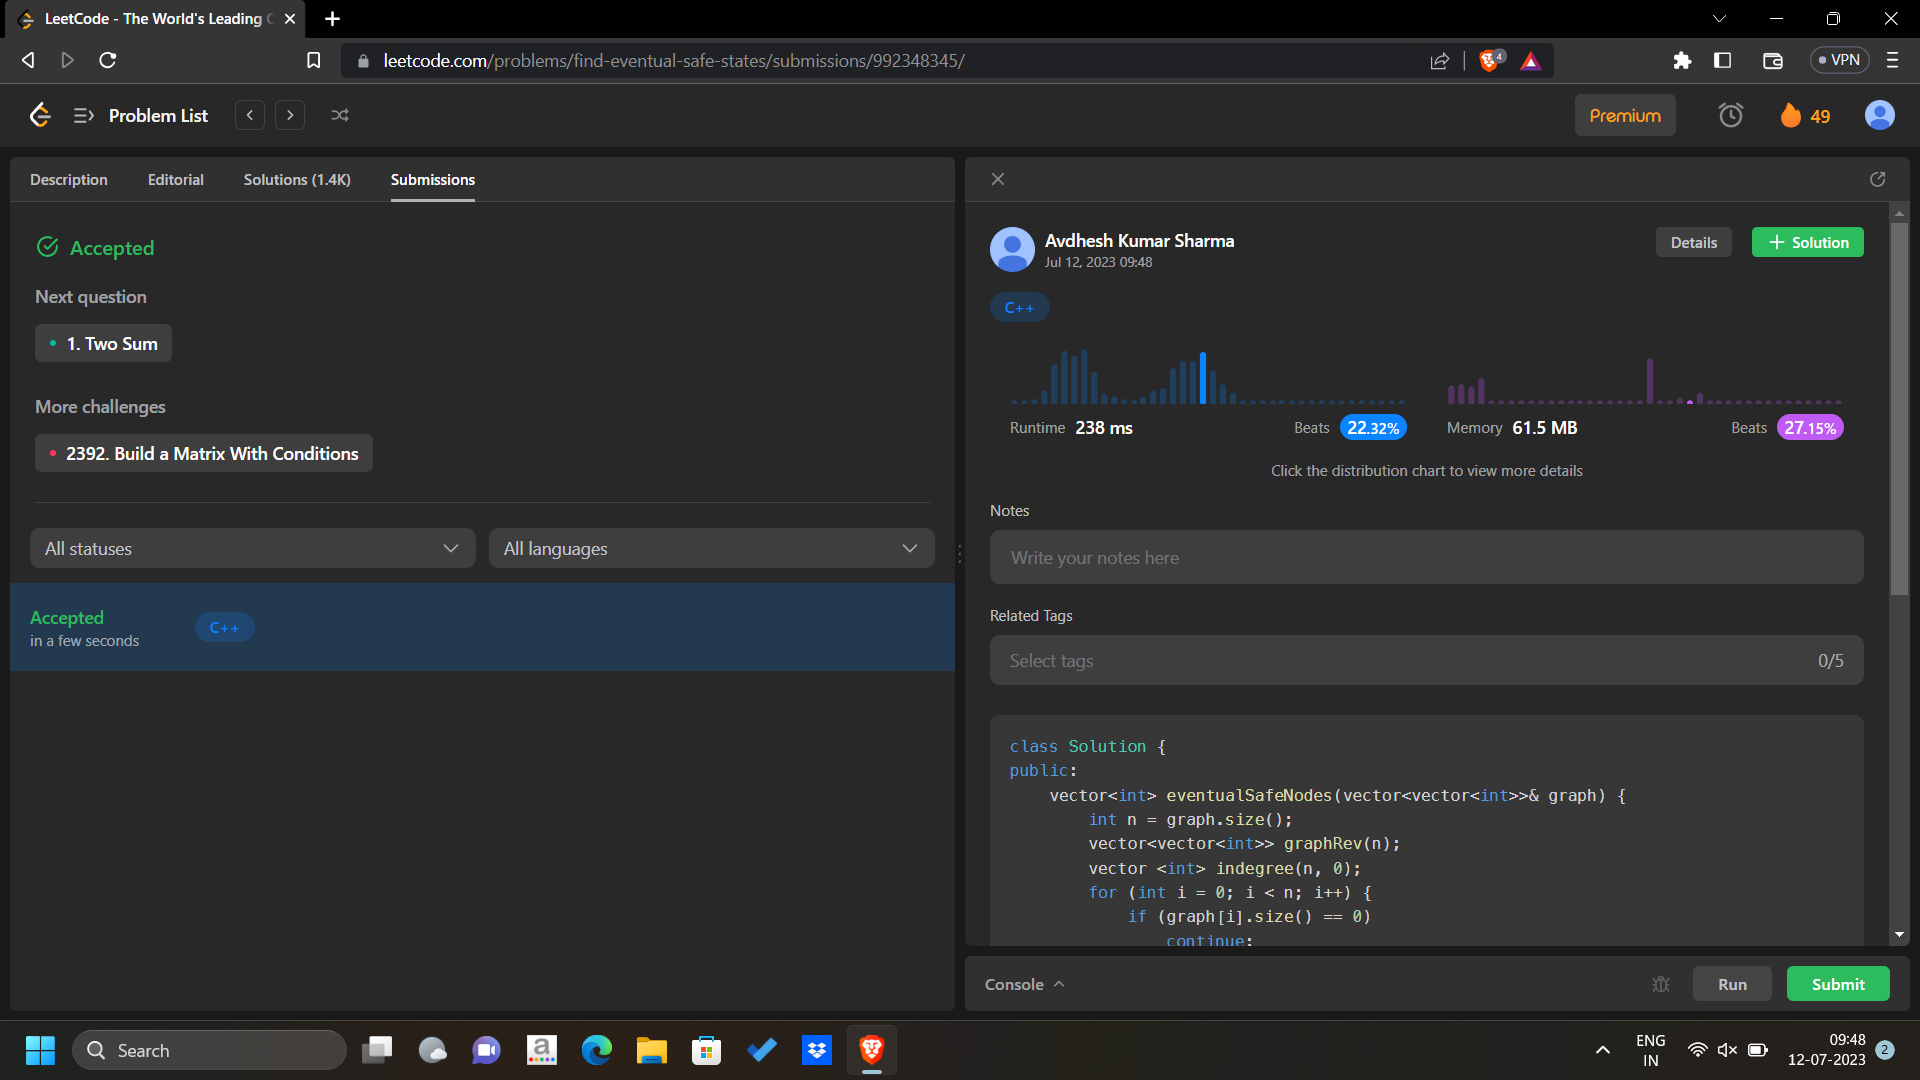 LeetCode - The World's Leading
leetcode.com/problems/find-eventual-safe-states/submissions/992348345/
4
VPN
Problem List
Premium
49
Description
Editorial
Solutions (1.4K)
Submissions
Accepted
Next question
1. Two Sum
More challenges
2392. Build a Matrix With Conditions
All statuses
All languages
Accepted
in a few seconds
C++
Avdhesh Kumar Sharma
Jul 12, 2023 09:48
Details
+ Solution
C++
Runtime 238 ms
Beats 22.32%
Memory 61.5 MB
Beats 27.15%
Click the distribution chart to view more details
Notes
Write your notes here
Related Tags
Select tags
0/5
class Solution {
public:
    vector<int> eventualSafeNodes(vector<vector<int>>& graph) {
        int n = graph.size();
        vector<vector<int>> graphRev(n);
        vector <int> indegree(n, 0);
        for (int i = 0; i < n; i++) {
            if (graph[i].size() == 0)
                continue;
Console
Run
Submit
Search
a
ENG
IN
09:48
12-07-2023
2